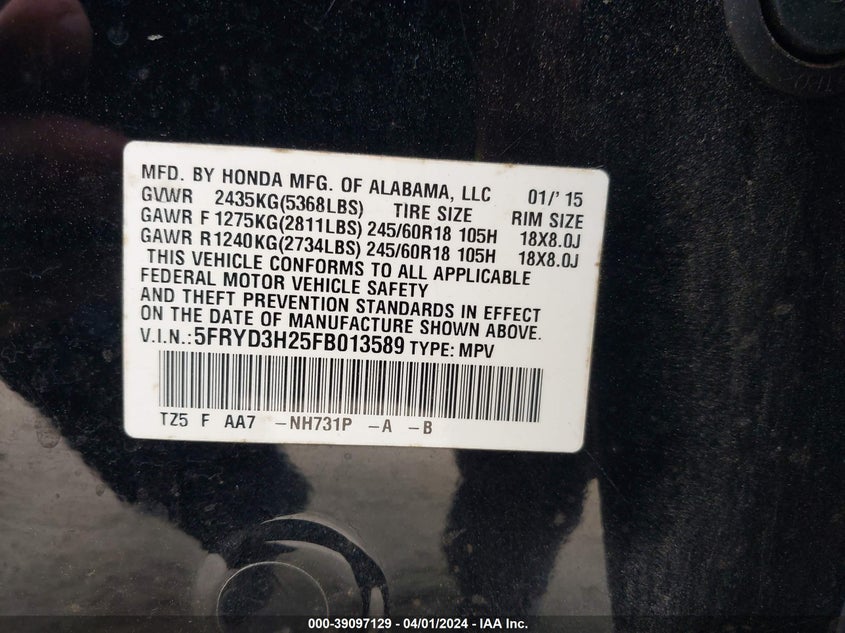 MFD. BY HONDA MFG. OF ALABAMA, LLC 01/' 15
GVWR 2435KG(5368LBS) TIRE SIZE RIM SIZE
GAWR F 1275KG(2811LBS) 245/60R18 105H 18X8.0J
GAWR R1240KG(2734LBS) 245/60R18 105H 18X8.0J
THIS VEHICLE CONFORMS TO ALL APPLICABLE
FEDERAL MOTOR VEHICLE SAFETY
AND THEFT PREVENTION STANDARDS IN EFFECT
ON THE DATE OF MANUFACTURE SHOWN ABOVE.
V.I.N.:5FRYD3H25FB013589 TYPE: MPV
TZ5 F AA7 -NH731P -A -B
000-39097129 - 04/01/2024 - IAA Inc.